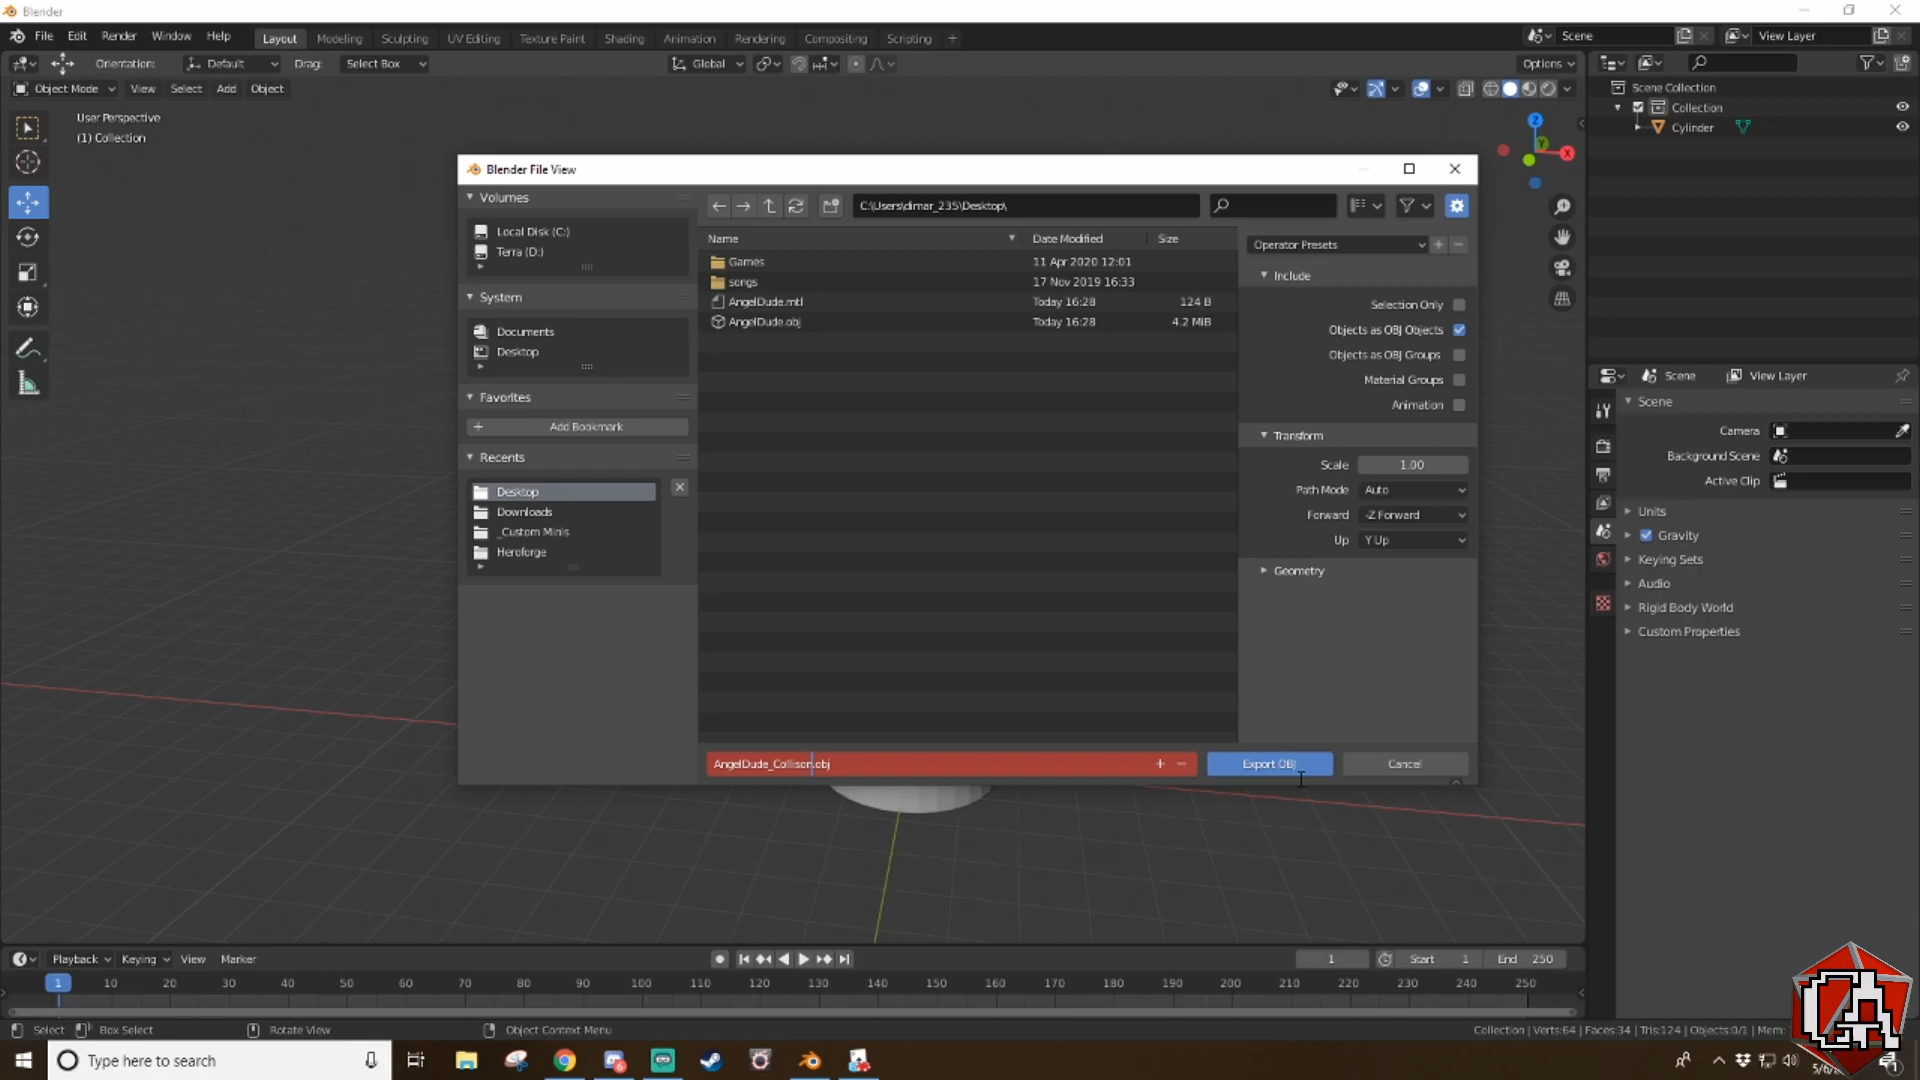 Blender
File Edit Render Window Help Layout Modeling Sculpting UV Editing Texture Paint Shading Animation Rendering Compositing Scripting + Scene View Layer
Orientation: Default Drag: Select Box Global Options
Object Mode View Select Add Object
User Perspective
(1) Collection
Z
Y
X
Scene Collection
Collection
Cylinder
Blender File View
Volumes
Local Disk (C:)
Terra (D:)
System
Documents
Desktop
Favorites
+ Add Bookmark
Recents
Desktop
Downloads
_Custom Minis
Heroforge
C:\Users\dimar_235\Desktop\
Name Date Modified Size
Games 11 Apr 2020 12:01
songs 17 Nov 2019 16:33
AngelDude.mtl Today 16:28 124 B
AngelDude.obj Today 16:28 4.2 MiB
Operator Presets
Include
Selection Only
Objects as OBJ Objects
Objects as OBJ Groups
Material Groups
Animation
Transform
Scale 1.00
Path Mode Auto
Forward -Z Forward
Up Y Up
Geometry
AngelDude_Collison.obj + − Export OBJ Cancel
Scene View Layer
Scene
Camera
Background Scene
Active Clip
Units
Gravity
Keying Sets
Audio
Rigid Body World
Custom Properties
Playback Keying View Marker 1 Start 1 End 250
1 10 20 30 40 50 60 70 80 90 100 110 120 130 140 150 160 170 180 190 200 210 220 230 240 250
Select Box Select Rotate View Object Context Menu Collection | Verts:64 | Faces:34 | Tris:124 | Objects:0/1 | Mem:
Type here to search
CA